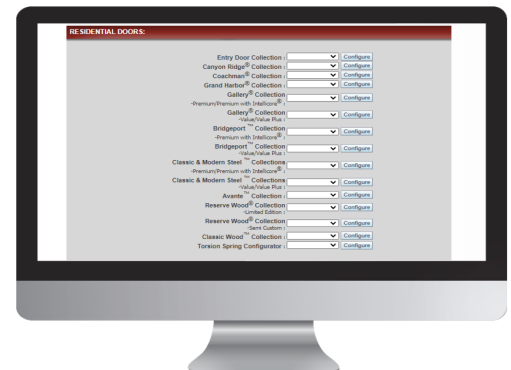 RESIDENTIAL DOORS:
Entry Door Collection : Configure
Canyon Ridge® Collection : Configure
Coachman® Collection : Configure
Grand Harbor® Collection : Configure
Gallery® Collection
-Premium/Premium with Intellicore® : Configure
Gallery® Collection
-Value/Value Plus : Configure
Bridgeport™ Collection
-Premium with Intellicore® : Configure
Bridgeport™ Collection
-Value/Value Plus : Configure
Classic & Modern Steel™ Collections
-Premium/Premium with Intellicore® : Configure
Classic & Modern Steel™ Collections
-Value/Value Plus : Configure
Avante™ Collection : Configure
Reserve Wood® Collection
-Limited Edition : Configure
Reserve Wood® Collection
-Semi Custom : Configure
Classic Wood™ Collection : Configure
Torsion Spring Configurator : Configure